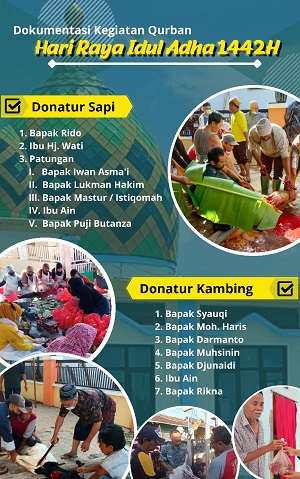 Dokumentasi Kegiatan Qurban
Hari Raya Idul Adha 1442H
Donatur Sapi
1. Bapak Rido
2. Ibu Hj. Wati
3. Patungan
I. Bapak Iwan Asma'i
II. Bapak Lukman Hakim
III. Bapak Mastur / Istiqomah
IV. Ibu Ain
V. Bapak Puji Butanza
Donatur Kambing
1. Bapak Syauqi
2. Bapak Moh. Haris
3. Bapak Darmanto
4. Bapak Muhsinin
5. Bapak Djunaidi
6. Ibu Ain
7. Bapak Rikna